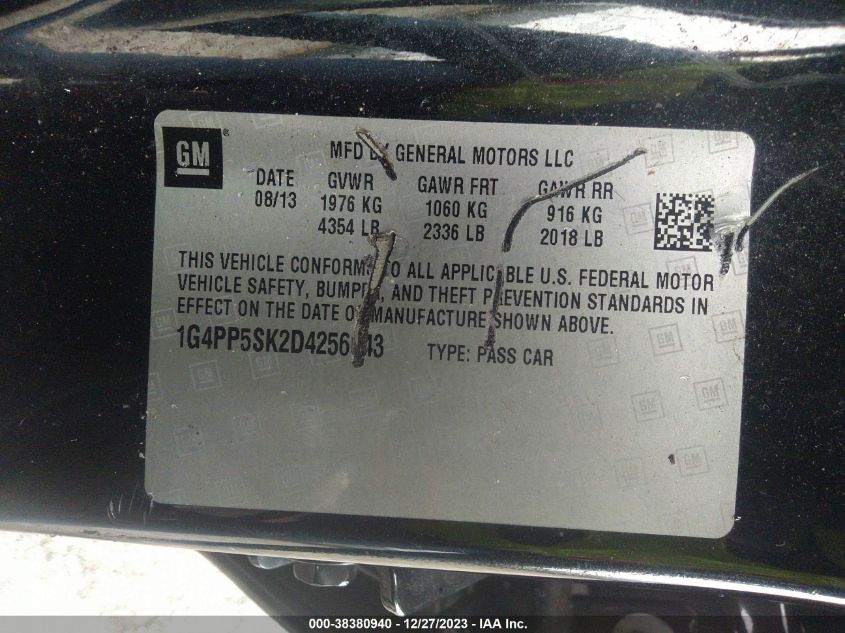 GM
MFD BY GENERAL MOTORS LLC
DATE GVWR GAWR FRT GAWR RR
08/13 1976 KG 1060 KG 916 KG
4354 LB 2336 LB 2018 LB
THIS VEHICLE CONFORMS TO ALL APPLICABLE U.S. FEDERAL MOTOR
VEHICLE SAFETY, BUMPER, AND THEFT PREVENTION STANDARDS IN
EFFECT ON THE DATE OF MANUFACTURE SHOWN ABOVE.
TYPE: PASS CAR
000-38380940 - 12/27/2023 - IAA Inc.